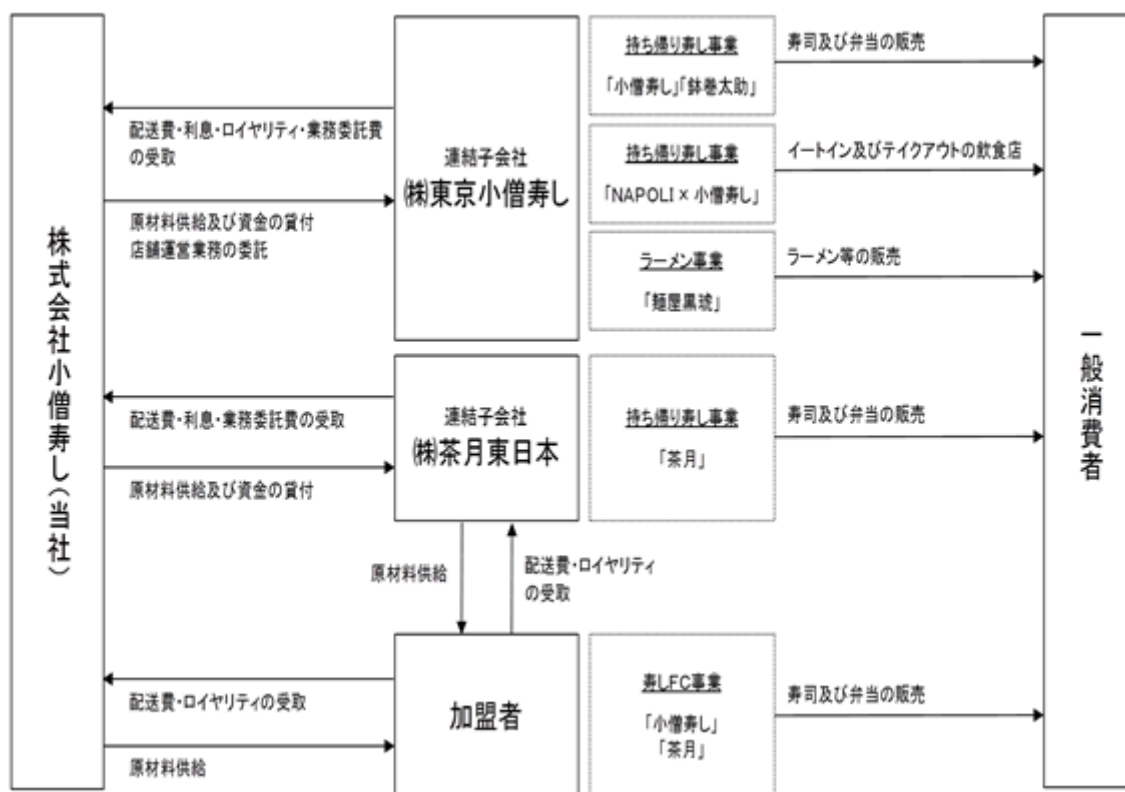 株式会社小僧寿し(当社)
配送費・利息・ロイヤリティ・業務委託費
の受取
原材料供給及び資金の貸付
店舗運営業務の委託
連結子会社
㈱東京小僧寿し
持ち帰り寿し事業
「小僧寿し」「鉢巻太助」
寿司及び弁当の販売
持ち帰り寿し事業
「NAPOLI × 小僧寿し」
イートイン及びテイクアウトの飲食店
ラーメン事業
「麺屋黒琥」
ラーメン等の販売
配送費・利息・業務委託費の受取
原材料供給及び資金の貸付
連結子会社
㈱茶月東日本
持ち帰り寿し事業
「茶月」
寿司及び弁当の販売
原材料供給
配送費・ロイヤリティ
の受取
配送費・ロイヤリティの受取
原材料供給
加盟者
寿しFC事業
「小僧寿し」
「茶月」
寿司及び弁当の販売
一般消費者